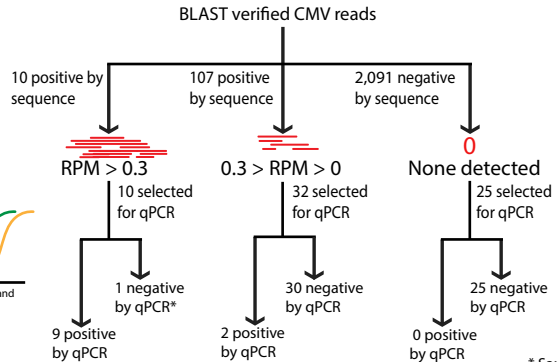 BLAST verified CMV reads
10 positive by
sequence
107 positive
by sequence
2,091 negative
by sequence
0
RPM > 0.3
0.3 > RPM > 0
None detected
10 selected
for qPCR
32 selected
for qPCR
25 selected
for qPCR
1 negative
by qPCR*
30 negative
by qPCR
25 negative
by qPCR
9 positive
by qPCR
2 positive
by qPCR
0 positive
by qPCR